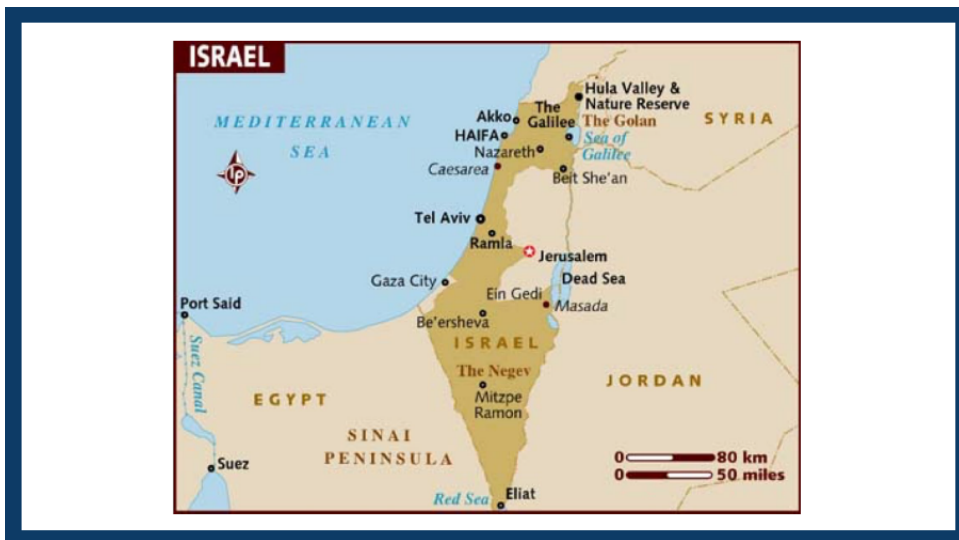 ISRAEL
MEDITERRANEAN
SEA
LP
Akko
HAIFA
Nazareth
Caesarea
The
Galilee
Hula Valley &
Nature Reserve
The Golan
Sea of
Galilee
SYRIA
Beit She'an
Tel Aviv
Ramla
Jerusalem
Gaza City
Dead Sea
Ein Gedi
Masada
Port Said
Be'ersheva
ISRAEL
Suez Canal
The Negev
JORDAN
EGYPT
Mitzpe
Ramon
SINAI
PENINSULA
Suez
0 80 km
0 50 miles
Red Sea
Eliat